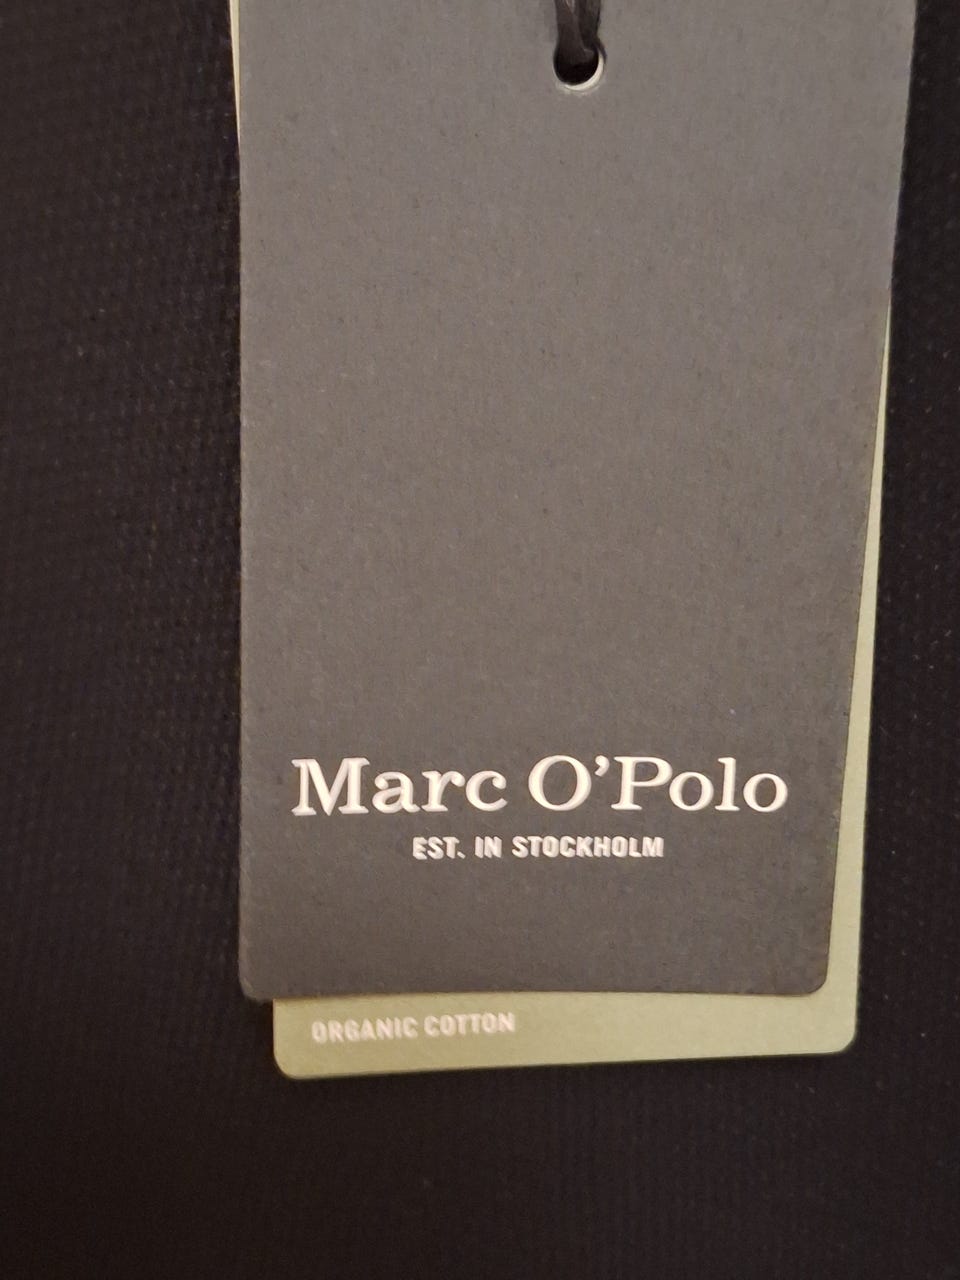 Marc O'Polo
EST. IN STOCKHOLM
ORGANIC COTTON